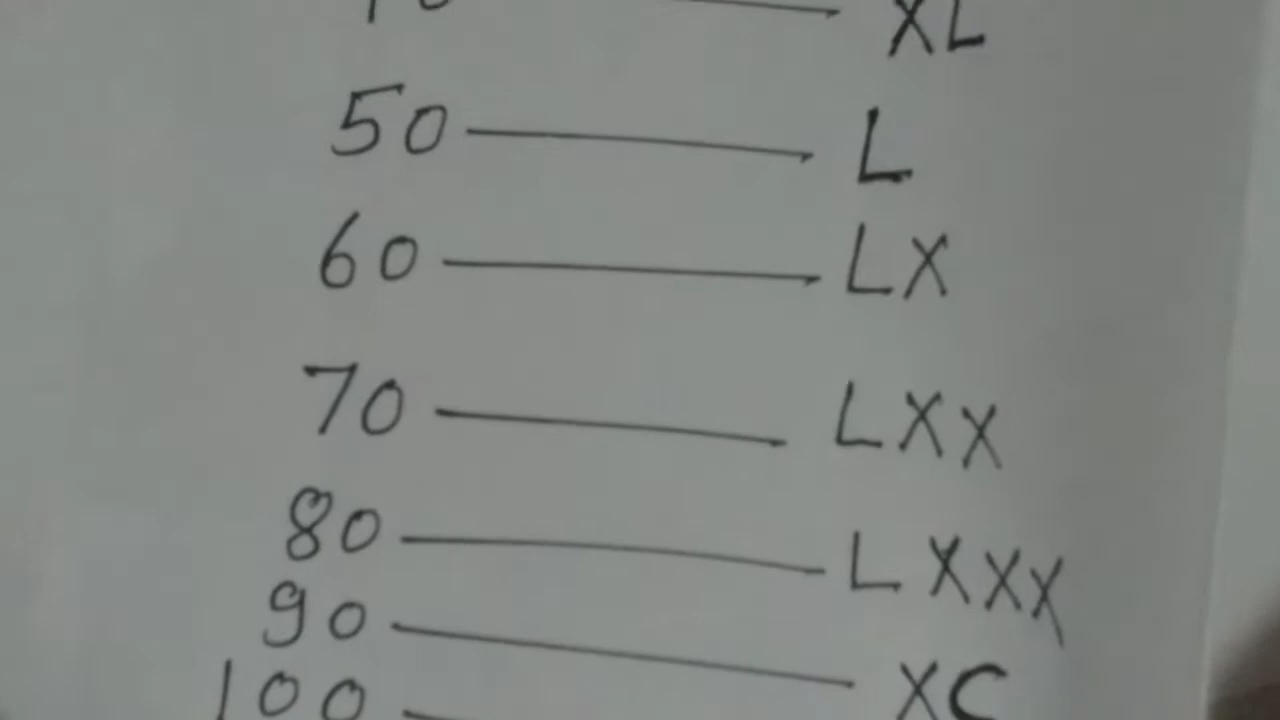 XL
50 — L
60 — LX
70 — LXX
80 — LXXX
90 — XC
100 —